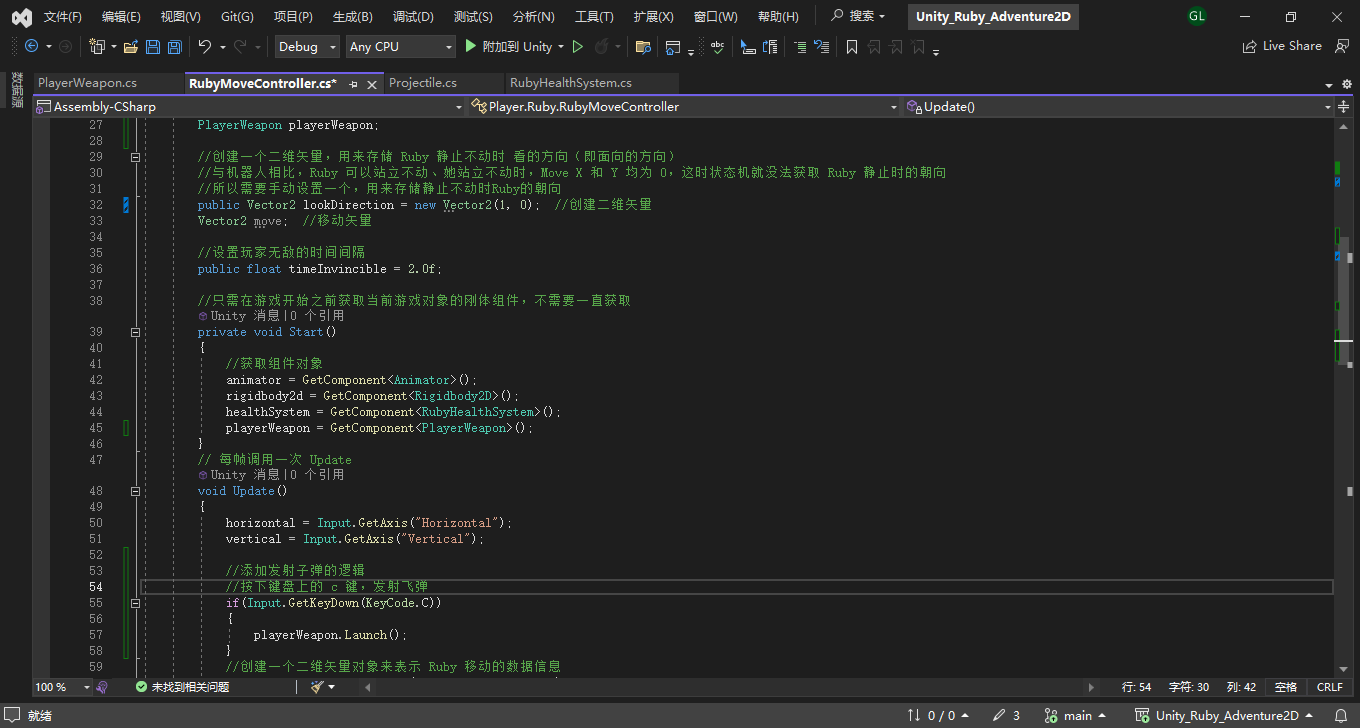 文件(F) 编辑(E) 视图(V) Git(G) 项目(P) 生成(B) 调试(D) 测试(S) 分析(N) 工具(T) 扩展(X) 窗口(W) 帮助(H) 搜索 Unity_Ruby_Adventure2D GL
Debug Any CPU 附加到 Unity Live Share
数据源
PlayerWeapon.cs RubyMoveController.cs* Projectile.cs RubyHealthSystem.cs
Assembly-CSharp Player.Ruby.RubyMoveController Update()
27 PlayerWeapon playerWeapon;
28
29 //创建一个二维矢量，用来存储 Ruby 静止不动时 看的方向（即面向的方向）
30 //与机器人相比，Ruby 可以站立不动、她站立不动时，Move X 和 Y 均为 0，这时状态机就没法获取 Ruby 静止时的朝向
31 //所以需要手动设置一个，用来存储静止不动时Ruby的朝向
32 public Vector2 lookDirection = new Vector2(1, 0); //创建二维矢量
33 Vector2 move; //移动矢量
34
35 //设置玩家无敌的时间间隔
36 public float timeInvincible = 2.0f;
37
38 //只需在游戏开始之前获取当前游戏对象的刚体组件，不需要一直获取
Unity 消息|0 个引用
39 private void Start()
40 {
41 //获取组件对象
42 animator = GetComponent<Animator>();
43 rigidbody2d = GetComponent<Rigidbody2D>();
44 healthSystem = GetComponent<RubyHealthSystem>();
45 playerWeapon = GetComponent<PlayerWeapon>();
46 }
47 // 每帧调用一次 Update
Unity 消息|0 个引用
48 void Update()
49 {
50 horizontal = Input.GetAxis("Horizontal");
51 vertical = Input.GetAxis("Vertical");
52
53 //添加发射子弹的逻辑
54 //按下键盘上的 c 键，发射飞弹
55 if(Input.GetKeyDown(KeyCode.C))
56 {
57 playerWeapon.Launch();
58 }
59 //创建一个二维矢量对象来表示 Ruby 移动的数据信息
100 % 未找到相关问题 行: 54 字符: 30 列: 42 空格 CRLF
就绪 0 / 0 3 main Unity_Ruby_Adventure2D